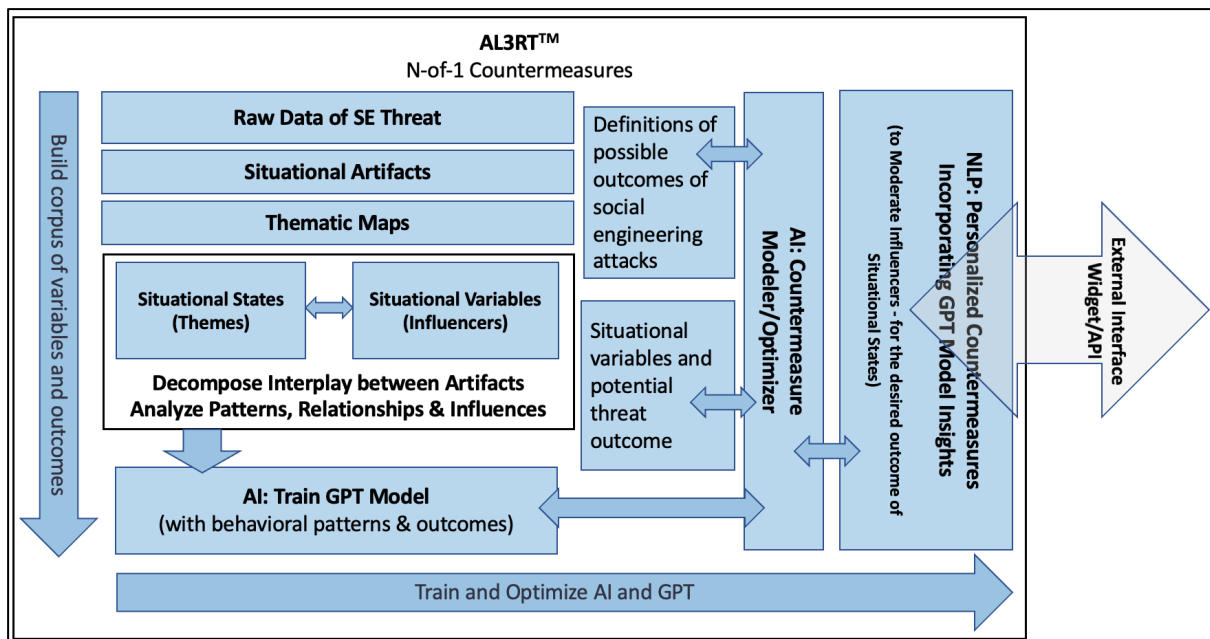 AL3RT™
N-of-1 Countermeasures
Build corpus of variables and outcomes
Raw Data of SE Threat
Situational Artifacts
Thematic Maps
Situational States
(Themes)
Situational Variables
(Influencers)
Decompose Interplay between Artifacts
Analyze Patterns, Relationships & Influences
AI: Train GPT Model
(with behavioral patterns & outcomes)
Definitions of
possible
outcomes of
social
engineering
attacks
Situational
variables and
potential
threat
outcome
AI: Countermeasure
Modeler/Optimizer
NLP: Personalized Countermeasures
Incorporating GPT Model Insights
(to Moderate Influencers - for the desired outcome of
Situational States)
External Interface
Widget/API
Train and Optimize AI and GPT